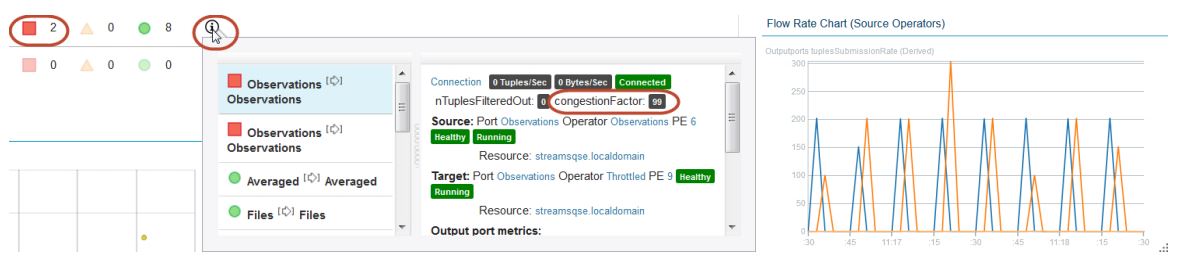 2 0 8
0 0 0
Observations
Observations
Observations
Observations
Averaged Averaged
Files Files
Connection 0 Tuples/Sec 0 Bytes/Sec Connected
nTuplesFilteredOut: 0 congestionFactor: 99
Source: Port Observations Operator Observations PE 6
Healthy Running
Resource: streamsqse.localdomain
Target: Port Observations Operator Throttled PE 9 Healthy
Running
Resource: streamsqse.localdomain
Output port metrics:
Flow Rate Chart (Source Operators)
Outputports tuplesSubmissionRate (Derived)
300
250
200
150
100
50
0
:30 :45 11:17 :15 :30 :45 11:18 :15 :30